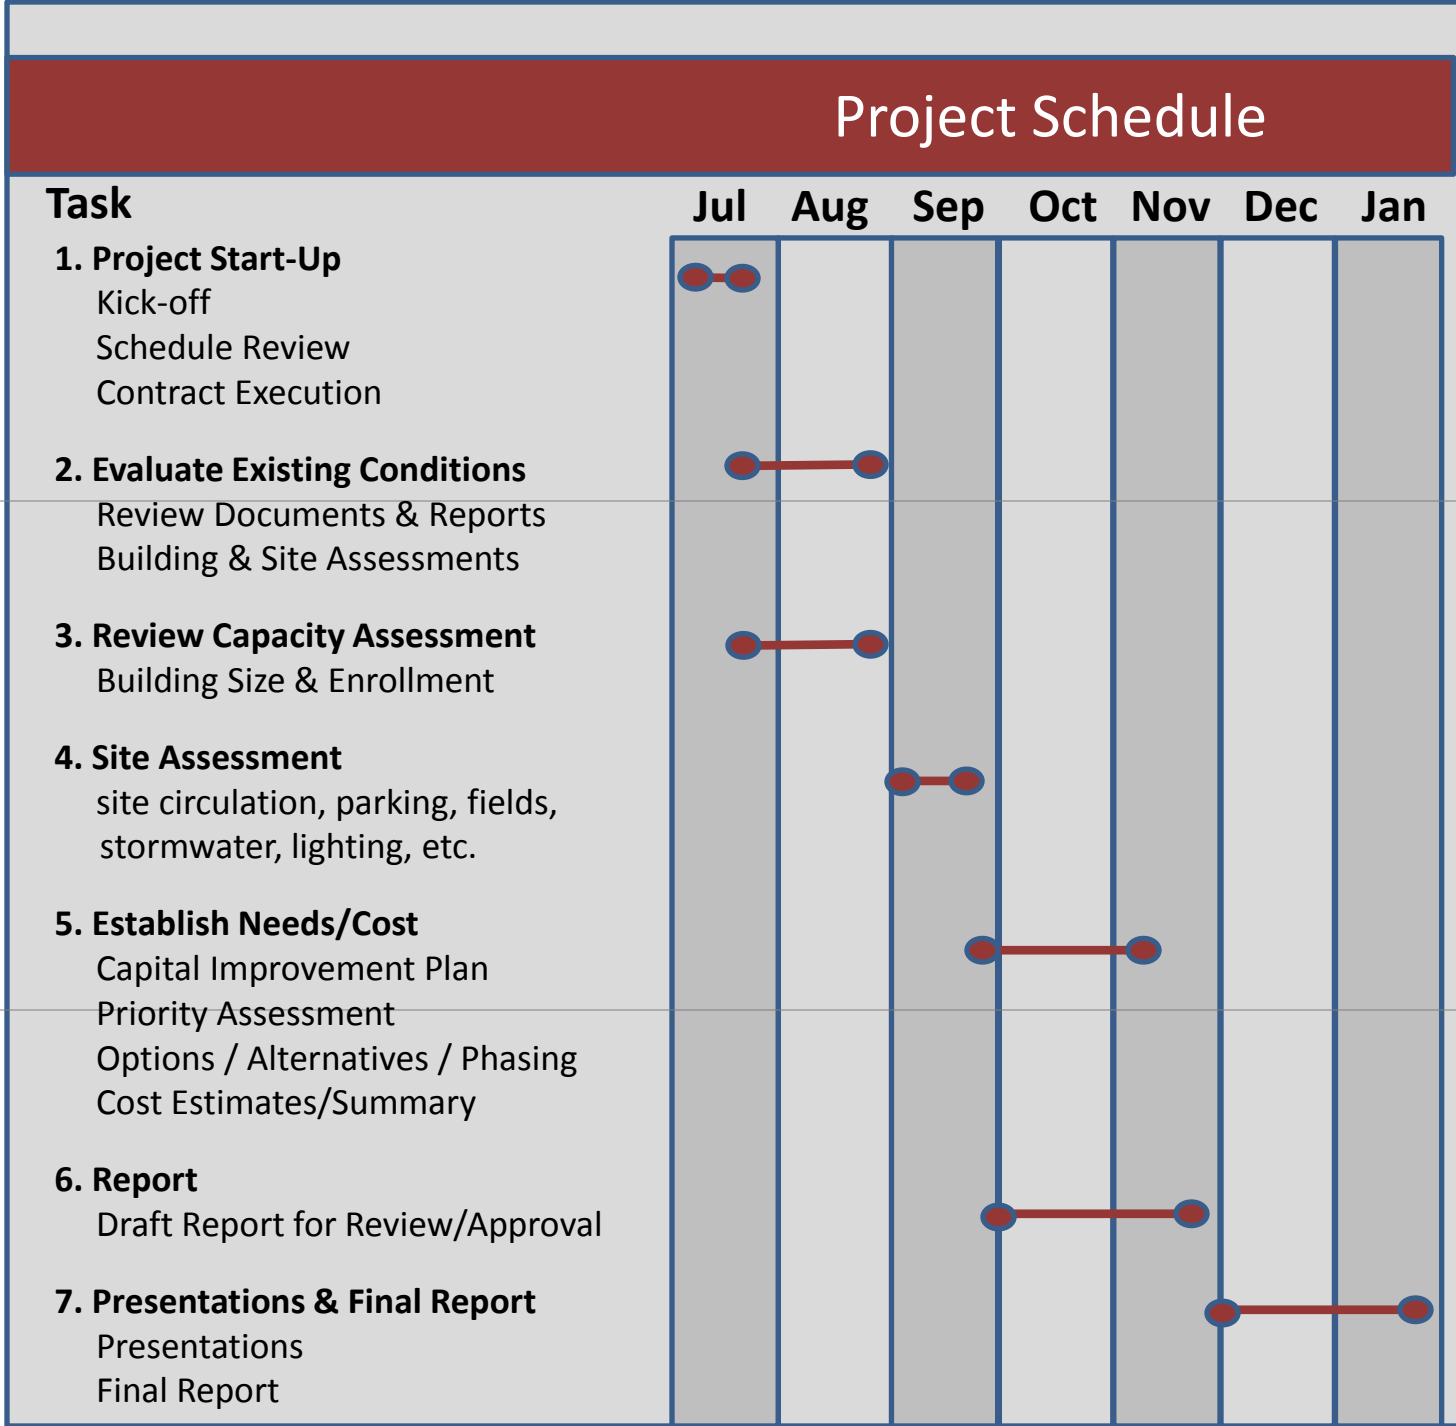 Project Schedule
Task Jul Aug Sep Oct Nov Dec Jan
1. Project Start-Up
Kick-off
Schedule Review
Contract Execution
2. Evaluate Existing Conditions
Review Documents & Reports
Building & Site Assessments
3. Review Capacity Assessment
Building Size & Enrollment
4. Site Assessment
site circulation, parking, fields,
stormwater, lighting, etc.
5. Establish Needs/Cost
Capital Improvement Plan
Priority Assessment
Options / Alternatives / Phasing
Cost Estimates/Summary
6. Report
Draft Report for Review/Approval
7. Presentations & Final Report
Presentations
Final Report